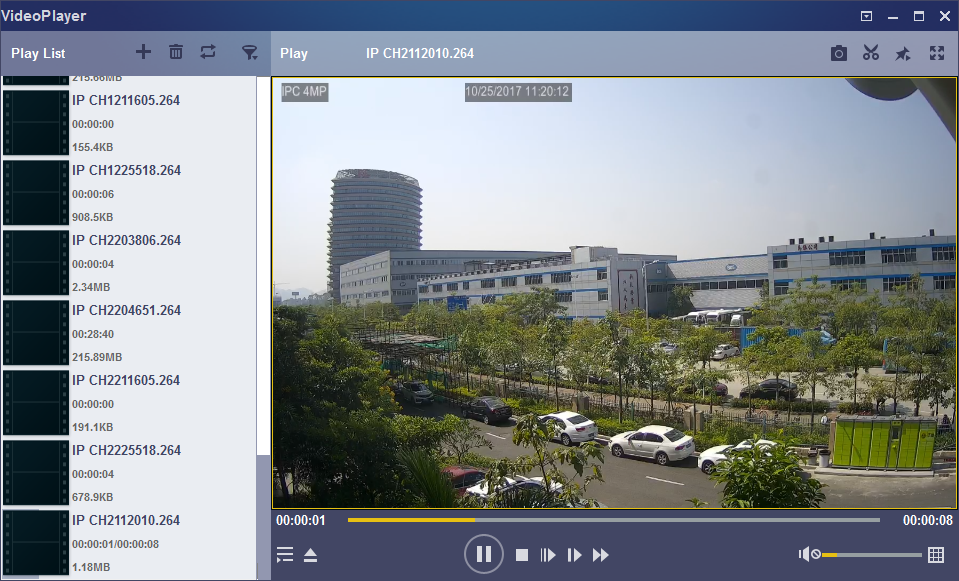 VideoPlayer
Play List
Play
IP CH2112010.264
215.66MB
IP CH1211605.264
00:00:00
155.4KB
IP CH1225518.264
00:00:06
908.5KB
IP CH2203806.264
00:00:04
2.34MB
IP CH2204651.264
00:28:40
215.89MB
IP CH2211605.264
00:00:00
191.1KB
IP CH2225518.264
00:00:04
678.9KB
IP CH2112010.264
00:00:01/00:00:08
1.18MB
IPC 4MP
10/25/2017 11:20:12
00:00:01
00:00:08